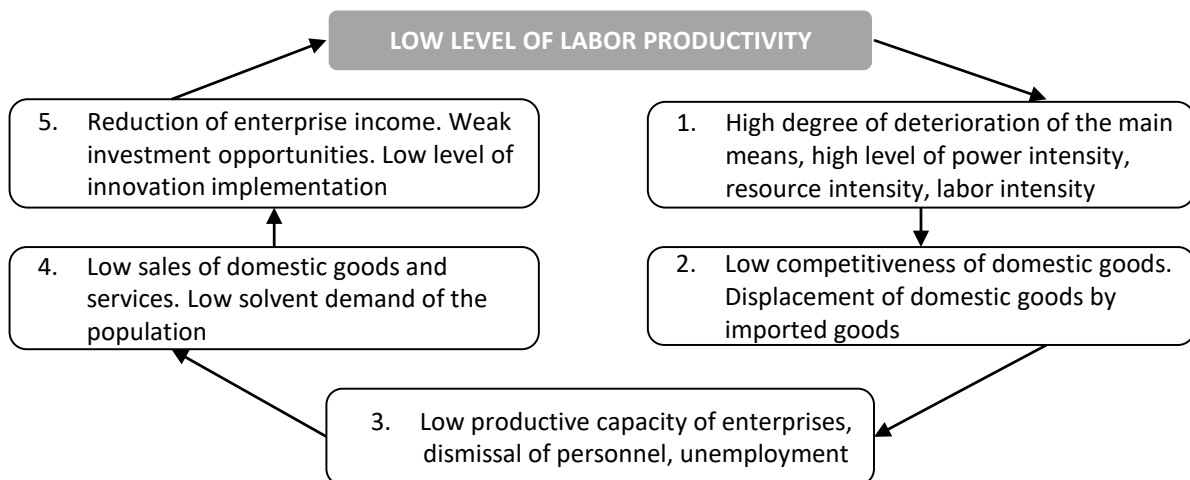 LOW LEVEL OF LABOR PRODUCTIVITY
5. Reduction of enterprise income. Weak
investment opportunities. Low level of
innovation implementation
1. High degree of deterioration of the main
means, high level of power intensity,
resource intensity, labor intensity
4. Low sales of domestic goods and
services. Low solvent demand of the
population
2. Low competitiveness of domestic goods.
Displacement of domestic goods by
imported goods
3. Low productive capacity of enterprises,
dismissal of personnel, unemployment